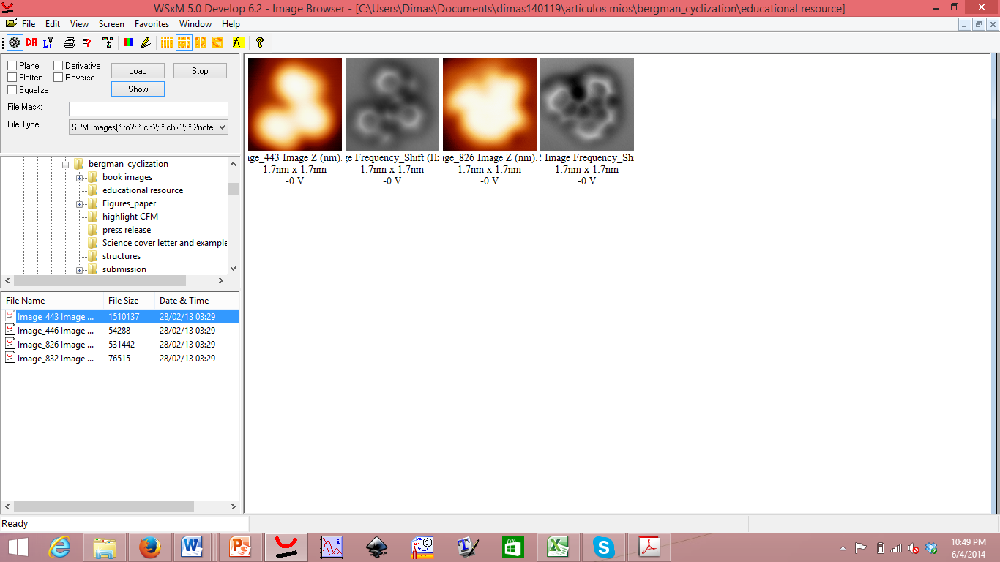 WSxM 5.0 Develop 6.2 - Image Browser - [C:\Users\Dimas\Documents\dimas140119\articulos mios\bergman_cyclization\educational resource]
File Edit View Screen Favorites Window Help
Plane Derivative Load Stop
Flatten Reverse
Equalize Show
File Mask:
File Type: SPM Images(*.to?; *.ch?; *.ch??; *.2ndfe
bergman_cyclization
book images
educational resource
Figures_paper
highlight CFM
press release
Science cover letter and example
structures
submission
File Name File Size Date & Time
Image_443 Image ... 1510137 28/02/13 03:29
Image_446 Image ... 54288 28/02/13 03:29
Image_826 Image ... 531442 28/02/13 03:29
Image_832 Image ... 76515 28/02/13 03:29
age_443 Image Z (nm). ge Frequency_Shift (Hz age_826 Image Z (nm). Image Frequency_Shi
1.7nm x 1.7nm 1.7nm x 1.7nm 1.7nm x 1.7nm 1.7nm x 1.7nm
-0 V -0 V -0 V -0 V
Ready
10:49 PM
6/4/2014